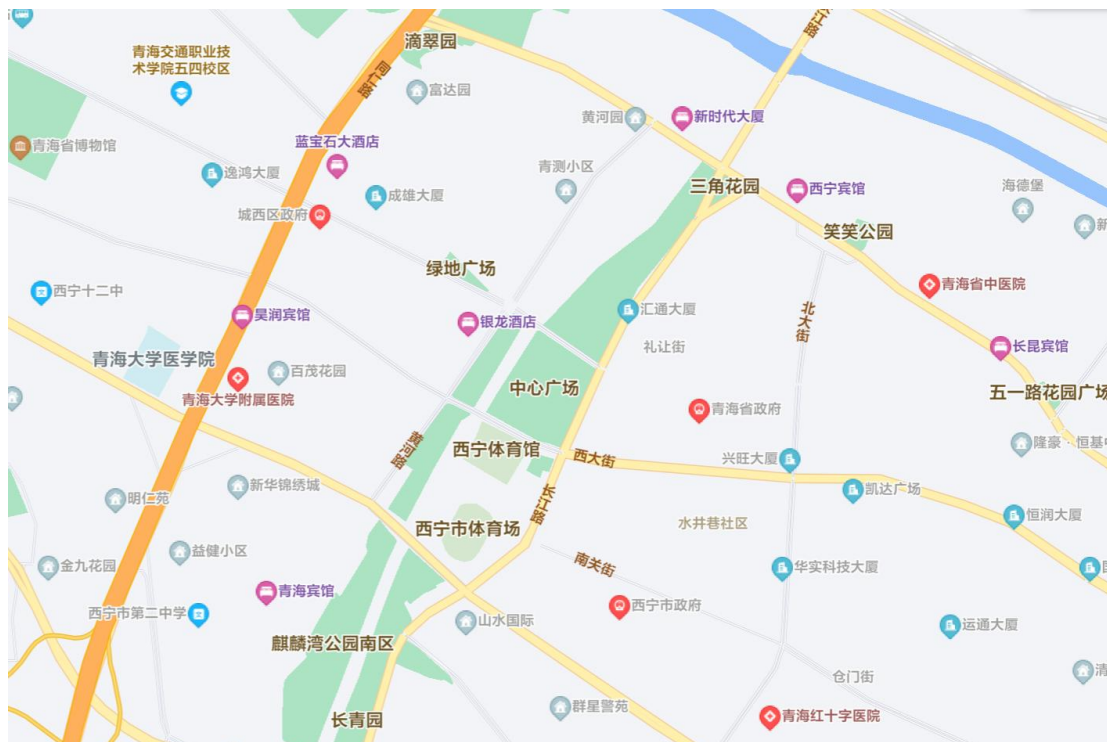 长江路
滴翠园
青海交通职业技
术学院五四校区
同仁路
富达园
黄河园
新时代大厦
青海省博物馆
蓝宝石大酒店
逸鸿大厦
青测小区
三角花园
西宁宾馆
海德堡
成雄大厦
城西区政府
新
笑笑公园
绿地广场
西宁十二中
青海省中医院
昊润宾馆
银龙酒店
汇通大厦
北大街
礼让街
长昆宾馆
青海大学医学院
百茂花园
中心广场
五一路花园广场
青海大学附属医院
青海省政府
黄河路
西宁体育馆
西大街
兴旺大厦
隆豪·恒基中
新华锦绣城
长江路
凯达广场
明仁苑
西宁市体育场
水井巷社区
恒润大厦
益健小区
金九花园
南关街
华实科技大厦
国
青海宾馆
西宁市政府
西宁市第二中学
山水国际
运通大厦
麒麟湾公园南区
仓门街
清
长青园
群星警苑
青海红十字医院